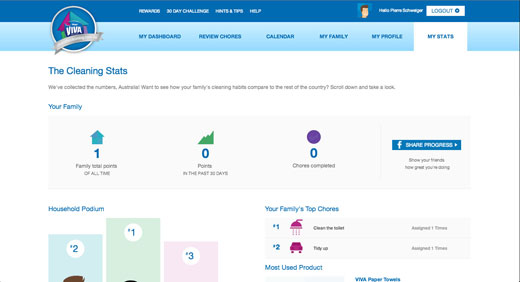 REWARDS 30 DAY CHALLENGE HINTS & TIPS HELP
Hello Pierre Schweiger
LOGOUT
VIVA
MY DASHBOARD REVIEW CHORES CALENDAR MY FAMILY MY PROFILE MY STATS
The Cleaning Stats
We've collected the numbers, Australia! Want to see how your family's cleaning habits compare to the rest of the country? Scroll down and take a look.
Your Family
1
Family total points
OF ALL TIME
0
Points
IN THE PAST 30 DAYS
0
Chores completed
f SHARE PROGRESS
Show your friends
how great you're doing
Household Podium
#2
#1
#3
Your Family's Top Chores
#1 Clean the toilet Assigned 1 Times
#2 Tidy up Assigned 1 Times
Most Used Product
VIVA Paper Towels